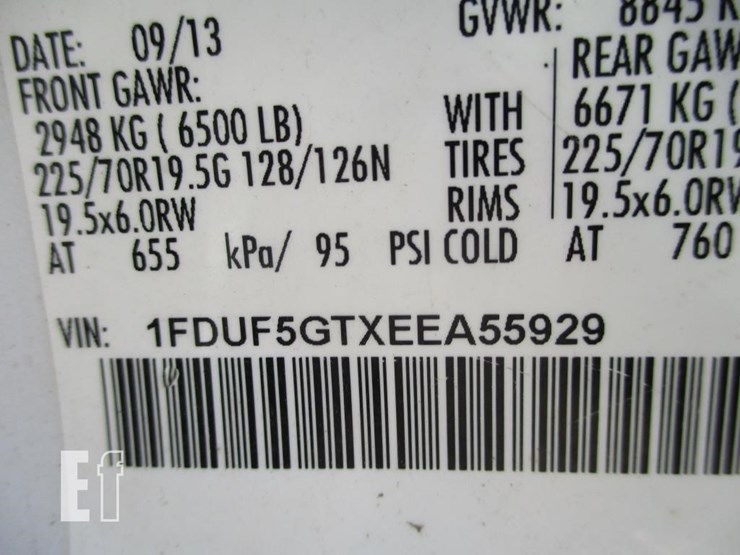 DATE: 09/13 GVWR: 8845 K
FRONT GAWR: REAR GAW
2948 KG ( 6500 LB) WITH 6671 KG (
225/70R19.5G 128/126N TIRES 225/70R19
19.5x6.0RW RIMS 19.5x6.0RW
AT 655 kPa/ 95 PSI COLD AT 760
VIN: 1FDUF5GTXEEA55929
Ef